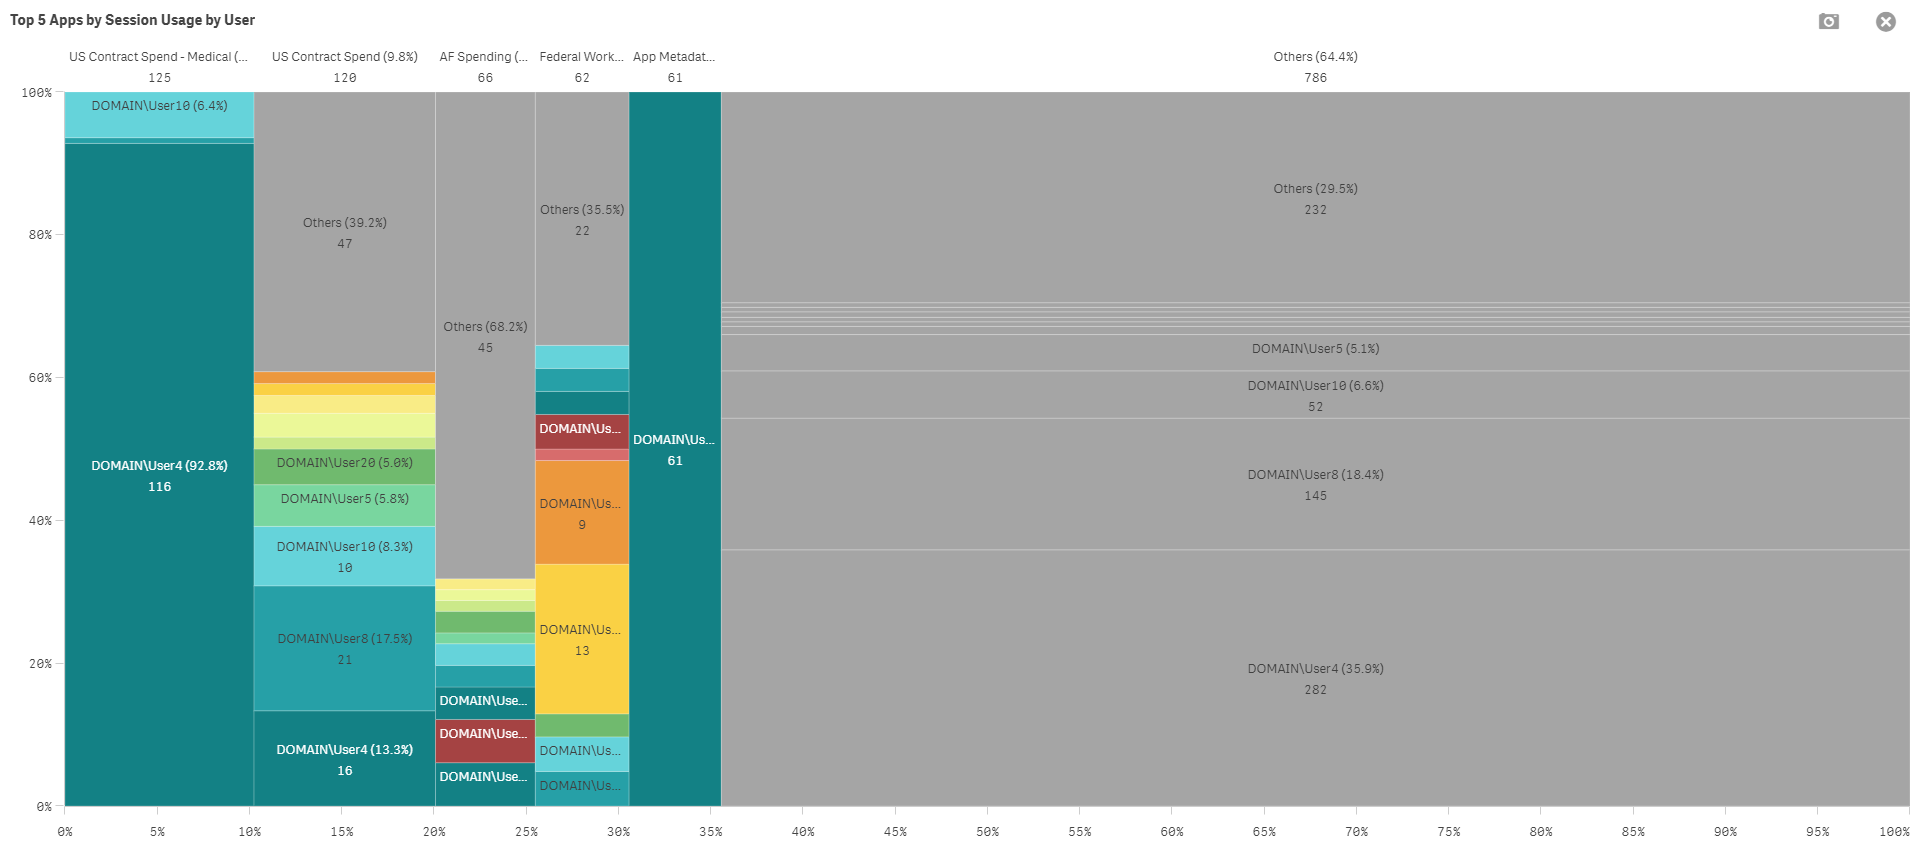 Top 5 Apps by Session Usage by User
US Contract Spend - Medical (...
125
US Contract Spend (9.8%)
120
AF Spending (...
66
Federal Work...
62
App Metadat...
61
Others (64.4%)
786
100%
80%
60%
40%
20%
0%
DOMAIN\User10 (6.4%)
DOMAIN\User4 (92.8%)
116
Others (39.2%)
47
DOMAIN\User20 (5.0%)
DOMAIN\User5 (5.8%)
DOMAIN\User10 (8.3%)
10
DOMAIN\User8 (17.5%)
21
DOMAIN\User4 (13.3%)
16
Others (68.2%)
45
DOMAIN\Use...
DOMAIN\Use...
DOMAIN\Use...
Others (35.5%)
22
DOMAIN\Us...
DOMAIN\Us...
9
DOMAIN\Us...
13
DOMAIN\Us...
DOMAIN\Us...
DOMAIN\Us...
61
Others (29.5%)
232
DOMAIN\User5 (5.1%)
DOMAIN\User10 (6.6%)
52
DOMAIN\User8 (18.4%)
145
DOMAIN\User4 (35.9%)
282
0% 5% 10% 15% 20% 25% 30% 35% 40% 45% 50% 55% 60% 65% 70% 75% 80% 85% 90% 95% 100%